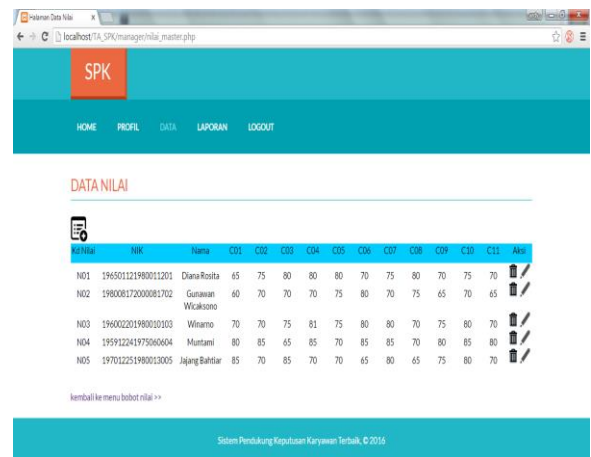 Halaman Data Nilai
localhost/TA_SPK/manager/nilai_master.php
SPK
HOME PROFIL DATA LAPORAN LOGOUT
DATA NILAI
Kd Nilai NIK Nama C01 C02 C03 C04 C05 C06 C07 C08 C09 C10 C11 Aksi
N01 196501121980011201 Diana Rosita 65 75 80 80 80 70 75 80 70 75 70
N02 198008172000081702 Gunawan 60 70 70 70 75 80 70 75 65 70 65
Wicaksono
N03 196002201980010103 Winarno 70 70 75 81 75 80 80 70 75 80 70
N04 195912241975060604 Muntami 80 85 65 85 70 85 85 70 80 85 80
N05 197012251980013005 Jajang Bahtiar 85 70 85 70 70 65 80 65 75 80 70
kembali ke menu bobot nilai >>
Sistem Pendukung Keputusan Karyawan Terbaik, © 2016